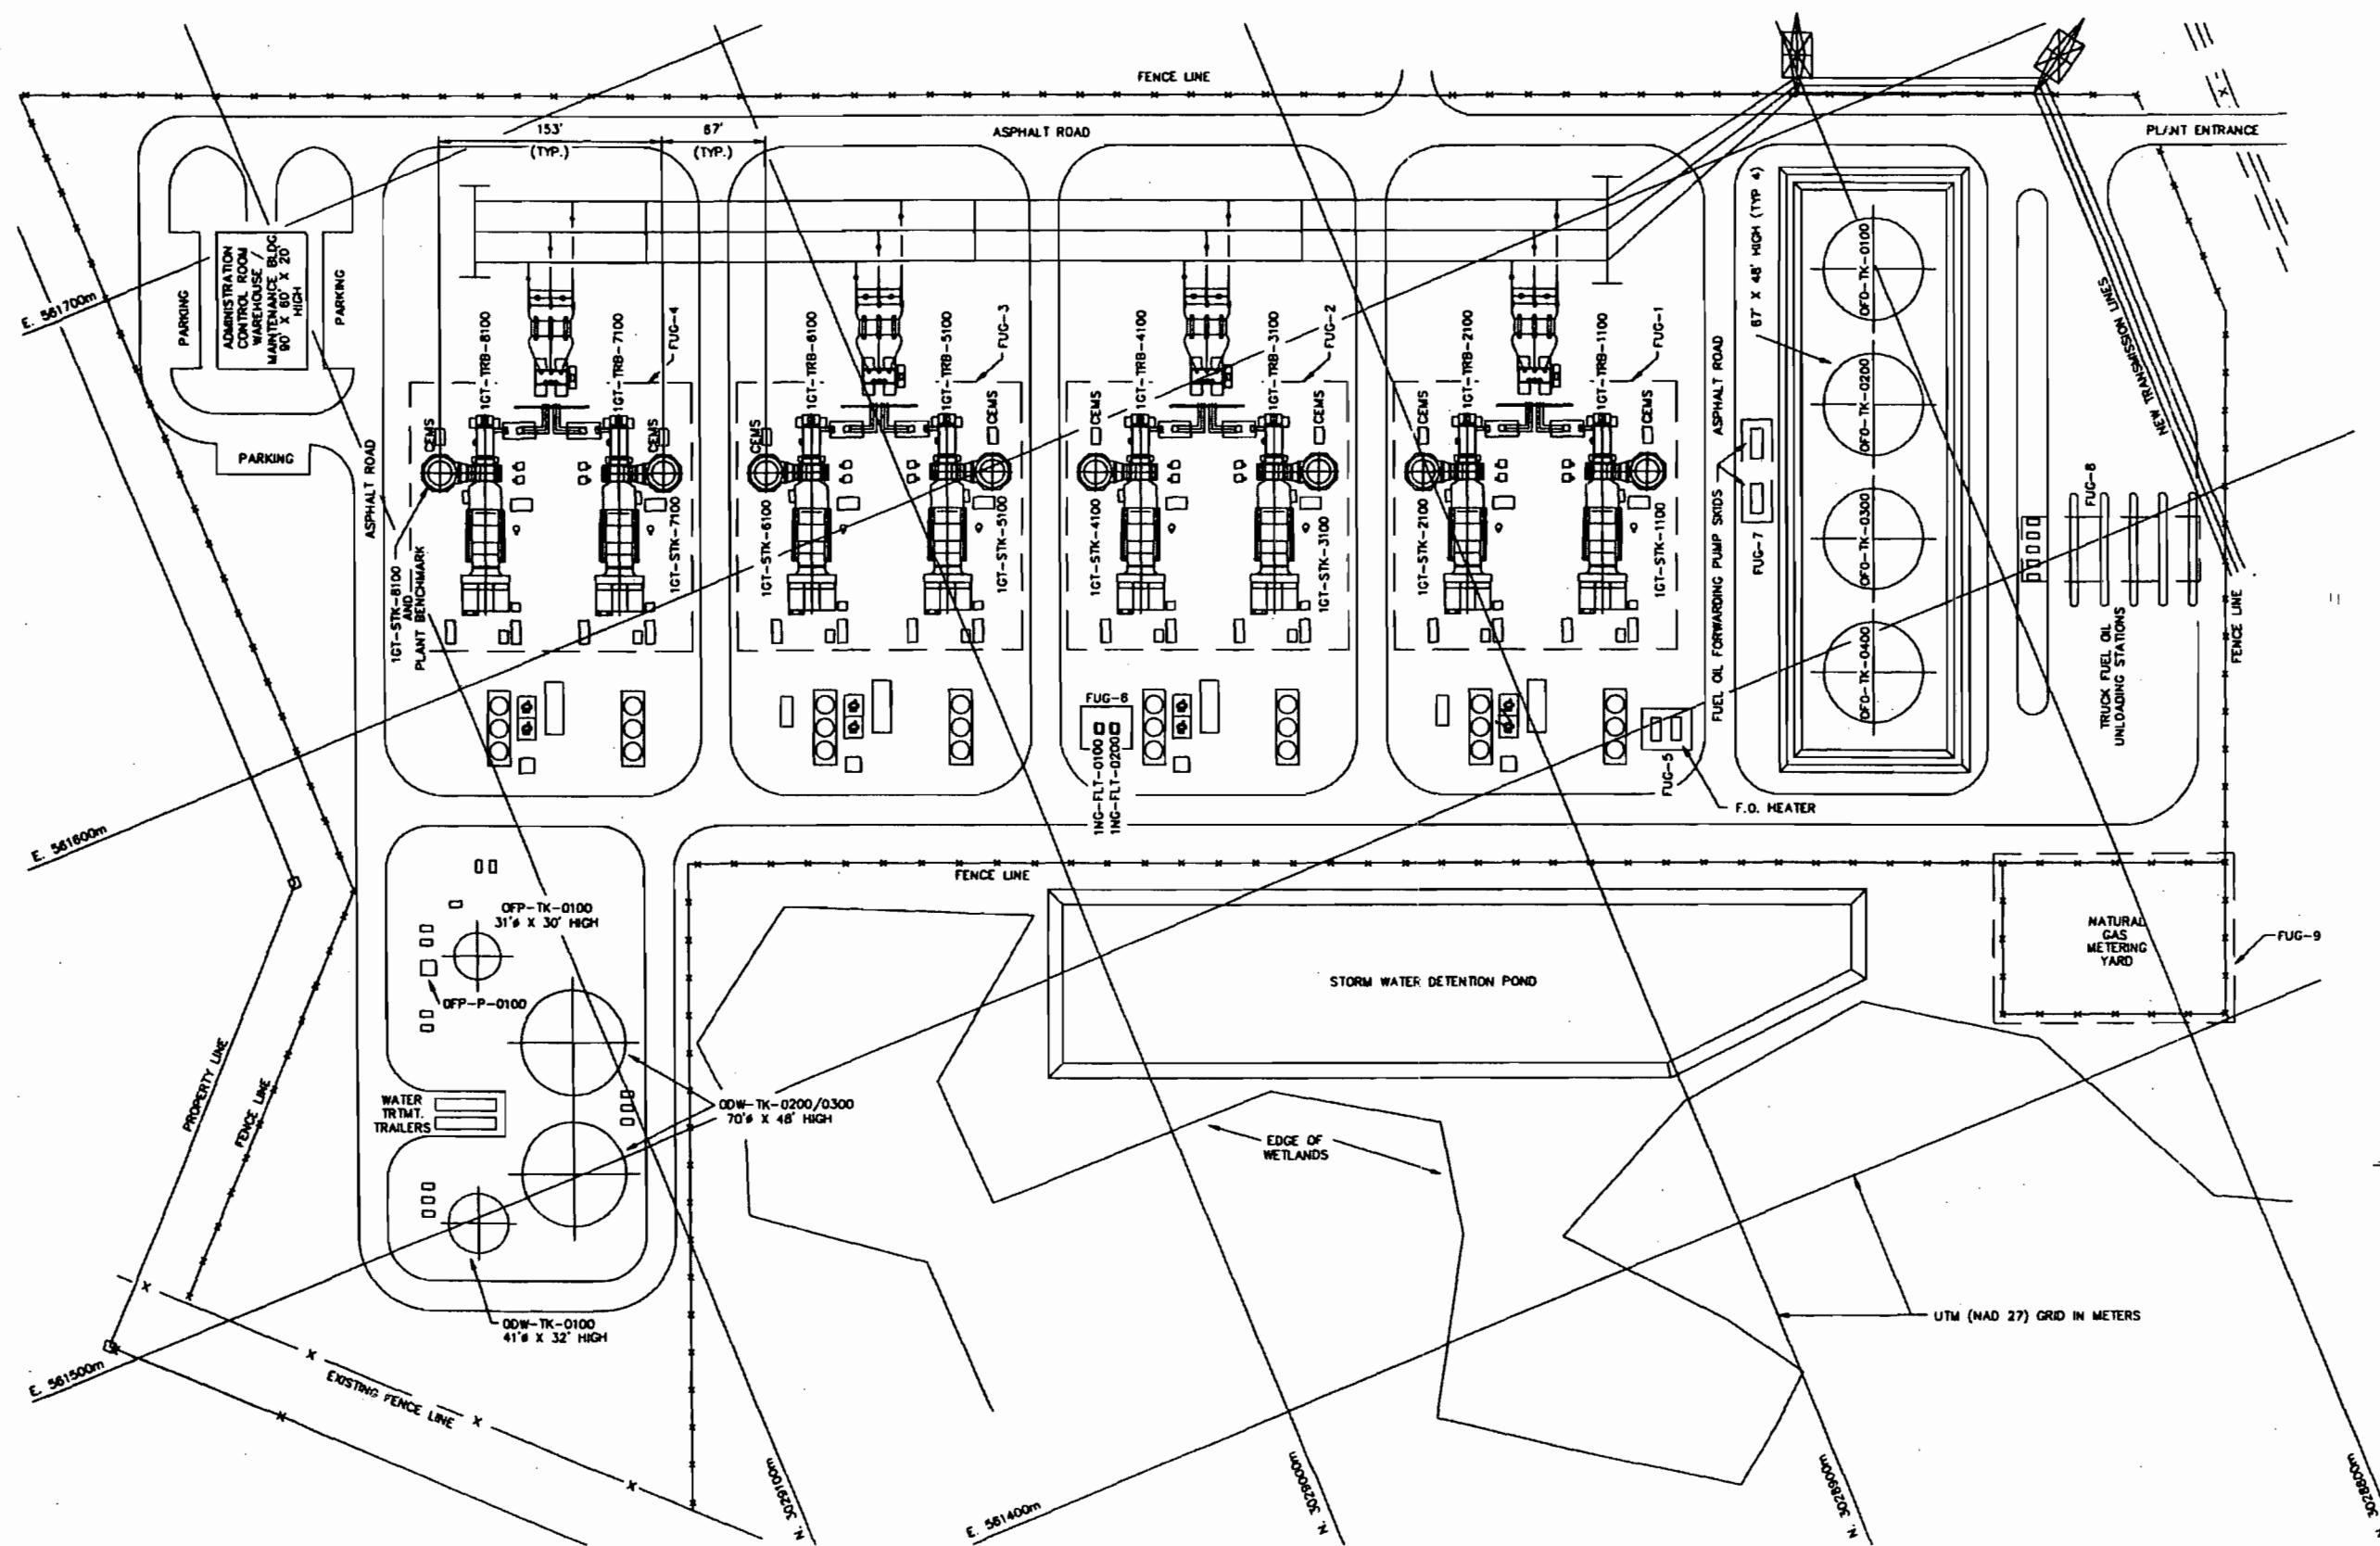 FENCE LINE
ASPHALT ROAD
PLANT ENTRANCE
153'
(TYP.)
67'
(TYP.)
E. 561700m
PARKING
ADMINISTRATION
CONTROL ROOM
WAREHOUSE /
MAINTENANCE BLDG
90' X 60' X 20'
HIGH
PARKING
PARKING
ASPHALT ROAD
1GT-TRB-8100
1GT-TRB-7100
FUG-4
1GT-TRB-6100
1GT-TRB-5100
FUG-3
1GT-TRB-4100
1GT-TRB-3100
FUG-2
1GT-TRB-2100
1GT-TRB-1100
FUG-1
CEMS
CEMS
CEMS
CEMS
CEMS
CEMS
CEMS
CEMS
1GT-STK-8100
AND
PLANT BENCHMARK
1GT-STK-7100
1GT-STK-6100
1GT-STK-5100
1GT-STK-4100
1GT-STK-3100
1GT-STK-2100
1GT-STK-1100
FUEL OIL FORWARDING PUMP SKIDS
ASPHALT ROAD
FUG-7
67' X 48' HIGH (TYP 4)
OFO-TK-0100
OFO-TK-0200
OFO-TK-0300
OFO-TK-0400
NEW TRANSMISSION LINES
FUG-8
TRUCK FUEL OIL
UNLOADING STATIONS
FENCE LINE
FUG-6
1NG-FLT-0100
1NG-FLT-0200
FUG-5
F.O. HEATER
E. 561600m
FENCE LINE
OFP-TK-0100
31'ø X 30' HIGH
OFP-P-0100
STORM WATER DETENTION POND
NATURAL
GAS
METERING
YARD
FUG-9
PROPERTY LINE
FENCE LINE
WATER
TRTMT.
TRAILERS
ODW-TK-0200/0300
70'ø X 48' HIGH
EDGE OF
WETLANDS
ODW-TK-0100
41'ø X 32' HIGH
UTM (NAD 27) GRID IN METERS
E. 561500m
EXISTING FENCE LINE
E. 561400m
N. 3029100m
N. 3029000m
N. 3028900m
N. 3028800m